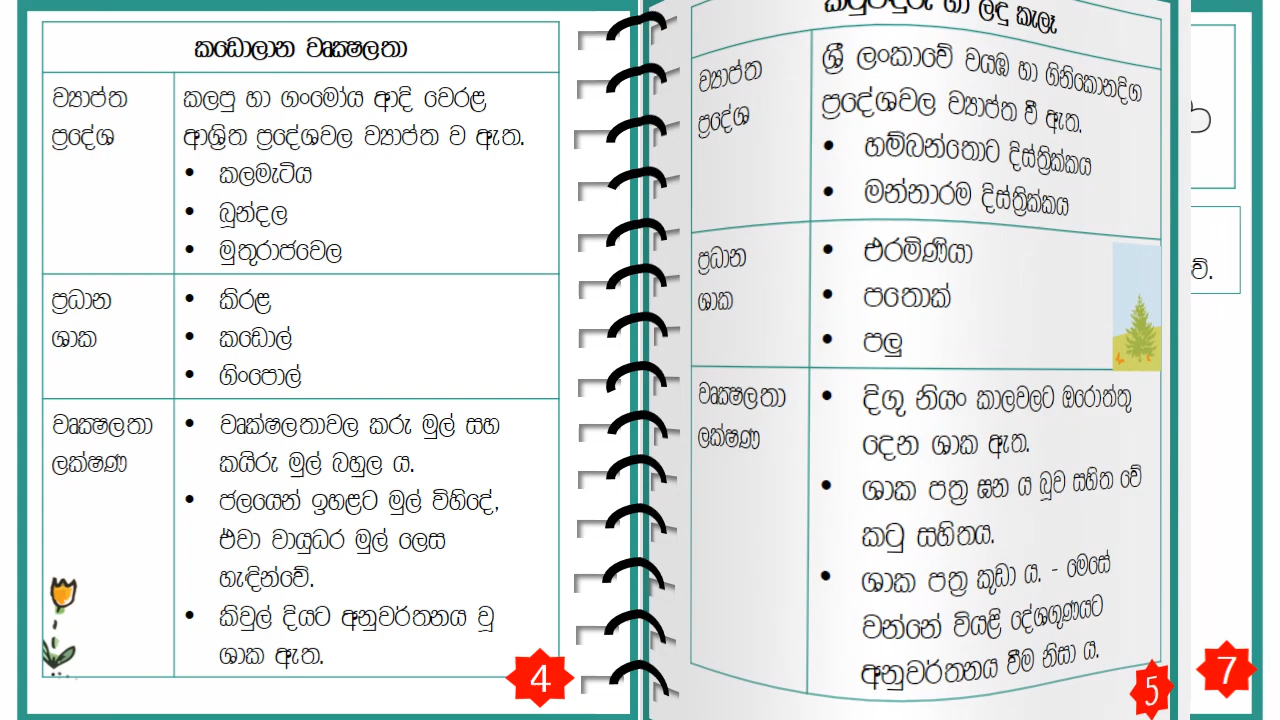 කඩොලාන වෘක්‍ෂලතා
ව්‍යාප්ත
ප්‍රදේශ
කලපු හා ගංමෝය ආදි වෙරළ
ආශ්‍රිත ප්‍රදේශවල ව්‍යාප්ත ව ඇත.
• කලමැටිය
• බූන්දල
• මුතුරාජවෙල
ප්‍රධාන
ශාක
• කිරළ
• කඩොල්
• ගිංපොල්
වෘක්‍ෂලතා
ලක්ෂණ
• වෘක්ෂලතාවල කරු මුල් සහ
කයිරු මුල් බහුල ය.
• ජලයෙන් ඉහළට මුල් විහිදේ,
එවා වායුධර මුල් ලෙස
හැඳින්වේ.
• කිවුල් දියට අනුවර්තනය වූ
ශාක ඇත.
4
හා ලඳු කැලෑ
ව්‍යාප්ත
ප්‍රදේශ
ශ්‍රී ලංකාවේ වයඹ හා ගිනිකොනදිග
ප්‍රදේශවල ව්‍යාප්ත වී ඇත.
• හම්බන්තොට දිස්ත්‍රික්කය
• මන්නාරම දිස්ත්‍රික්කය
ප්‍රධාන
ශාක
• එරමිණියා
• පතොක්
• පලු
වෘක්‍ෂලතා
ලක්ෂණ
• දිගු නියං කාලවලට ඔරොත්තු
දෙන ශාක ඇත.
• ශාක පත්‍ර ඝන ය බූව සහිත වේ
කටු සහිතය.
• ශාක පත්‍ර කුඩා ය. - මෙසේ
වන්නේ වියළි දේශගුණයට
අනුවර්තනය වීම නිසා ය.
5
වේ.
7